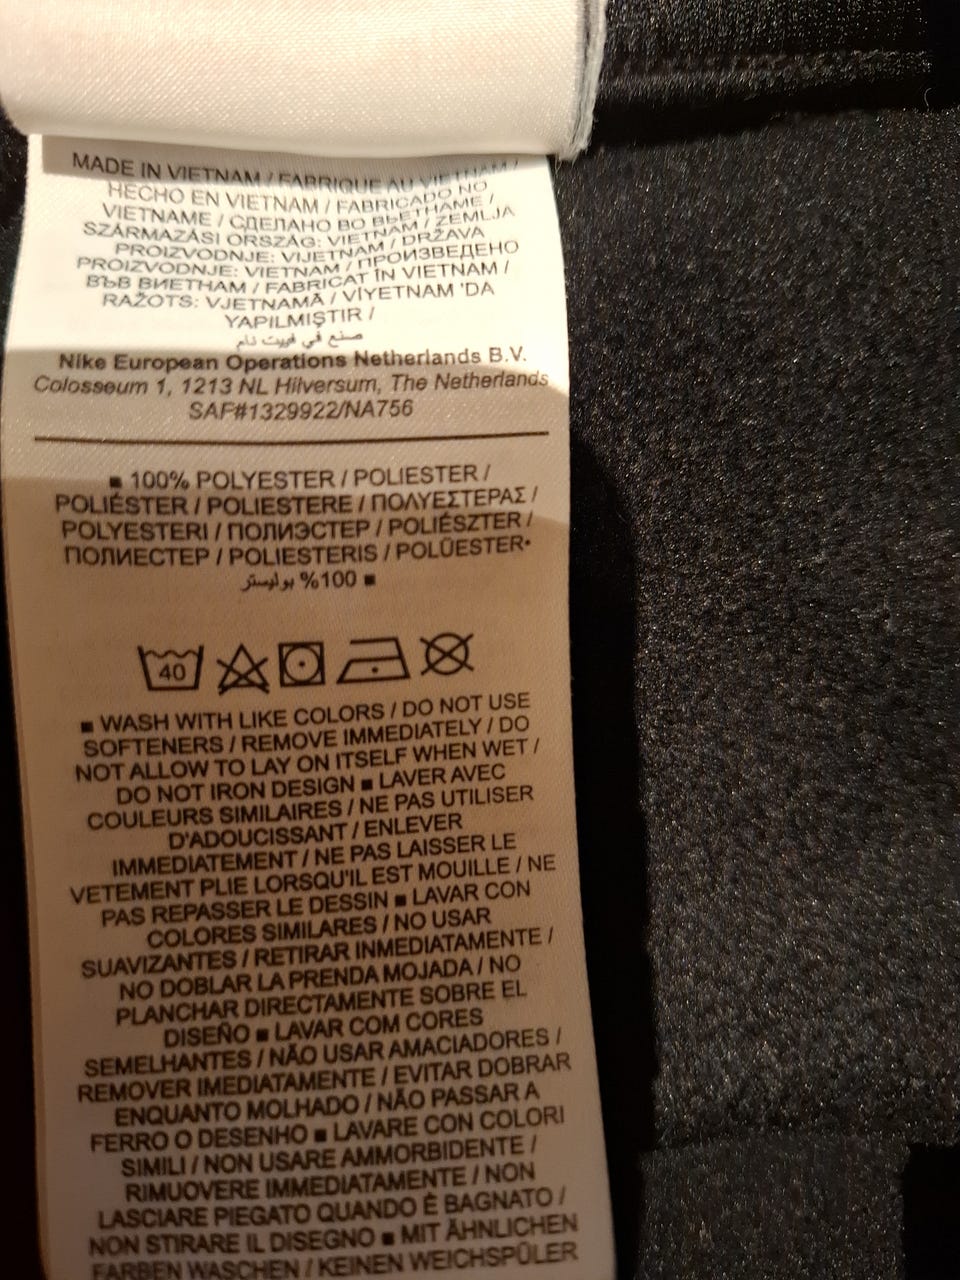 MADE IN VIETNAM / FABRIQUE AU VIETNAM /
HECHO EN VIETNAM / FABRICADO NO
VIETNAME / СДЕЛАНО ВО ВЬЕТНАМЕ /
SZÁRMAZÁSI ORSZÁG: VIETNAM / ZEMLJA
PROIZVODNJE: VIJETNAM / DRŽAVA
PROIZVODNJE: VIETNAM / ПРОИЗВЕДЕНО
ВЪВ ВИЕТНАМ / FABRICAT ÎN VIETNAM /
RAŽOTS: VJETNAMĀ / VİYETNAM 'DA
YAPILMIŞTIR /
صنع في فييت نام
Nike European Operations Netherlands B.V.
Colosseum 1, 1213 NL Hilversum, The Netherlands
SAF#1329922/NA756
■ 100% POLYESTER / POLIESTER /
POLIÉSTER / POLIESTERE / ΠΟΛΥΕΣΤΕΡΑΣ /
POLYESTERI / ПОЛИЭСТЕР / POLIÉSZTER /
ПОЛИЕСТЕР / POLIESTERIS / POLÜESTER•
■ 100% بوليستر
40
■ WASH WITH LIKE COLORS / DO NOT USE
SOFTENERS / REMOVE IMMEDIATELY / DO
NOT ALLOW TO LAY ON ITSELF WHEN WET /
DO NOT IRON DESIGN ■ LAVER AVEC
COULEURS SIMILAIRES / NE PAS UTILISER
D'ADOUCISSANT / ENLEVER
IMMEDIATEMENT / NE PAS LAISSER LE
VETEMENT PLIE LORSQU'IL EST MOUILLE / NE
PAS REPASSER LE DESSIN ■ LAVAR CON
COLORES SIMILARES / NO USAR
SUAVIZANTES / RETIRAR INMEDIATAMENTE /
NO DOBLAR LA PRENDA MOJADA / NO
PLANCHAR DIRECTAMENTE SOBRE EL
DISEÑO ■ LAVAR COM CORES
SEMELHANTES / NÃO USAR AMACIADORES /
REMOVER IMEDIATAMENTE / EVITAR DOBRAR
ENQUANTO MOLHADO / NÃO PASSAR A
FERRO O DESENHO ■ LAVARE CON COLORI
SIMILI / NON USARE AMMORBIDENTE /
RIMUOVERE IMMEDIATAMENTE / NON
LASCIARE PIEGATO QUANDO È BAGNATO /
NON STIRARE IL DISEGNO ■ MIT ÄHNLICHEN
FARBEN WASCHEN / KEINEN WEICHSPÜLER